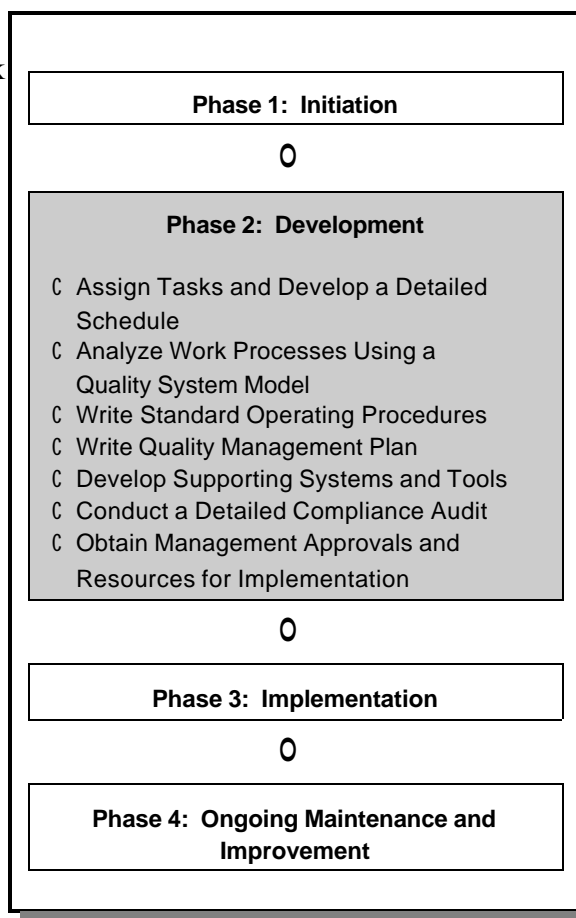 k
Phase 1: Initiation
O
Phase 2: Development
C Assign Tasks and Develop a Detailed
Schedule
C Analyze Work Processes Using a
Quality System Model
C Write Standard Operating Procedures
C Write Quality Management Plan
C Develop Supporting Systems and Tools
C Conduct a Detailed Compliance Audit
C Obtain Management Approvals and
Resources for Implementation
O
Phase 3: Implementation
O
Phase 4: Ongoing Maintenance and
Improvement